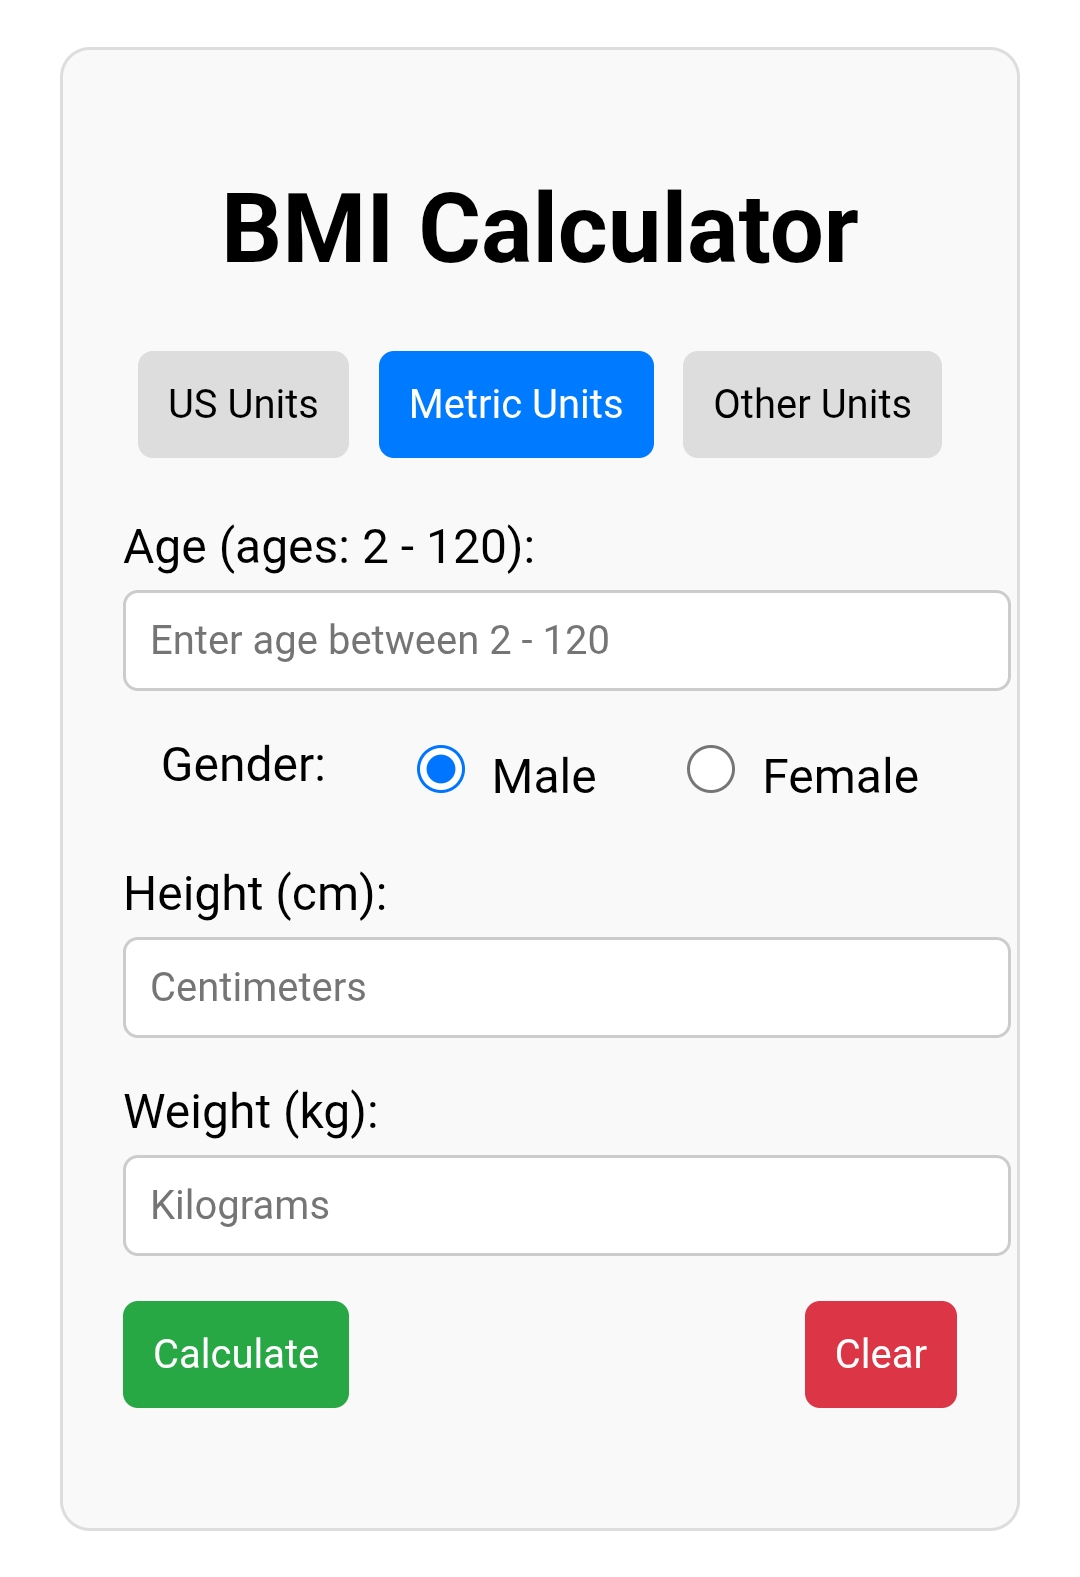 BMI Calculator
US Units Metric Units Other Units
Age (ages: 2 - 120):
Enter age between 2 - 120
Gender: Male Female
Height (cm):
Centimeters
Weight (kg):
Kilograms
Calculate Clear